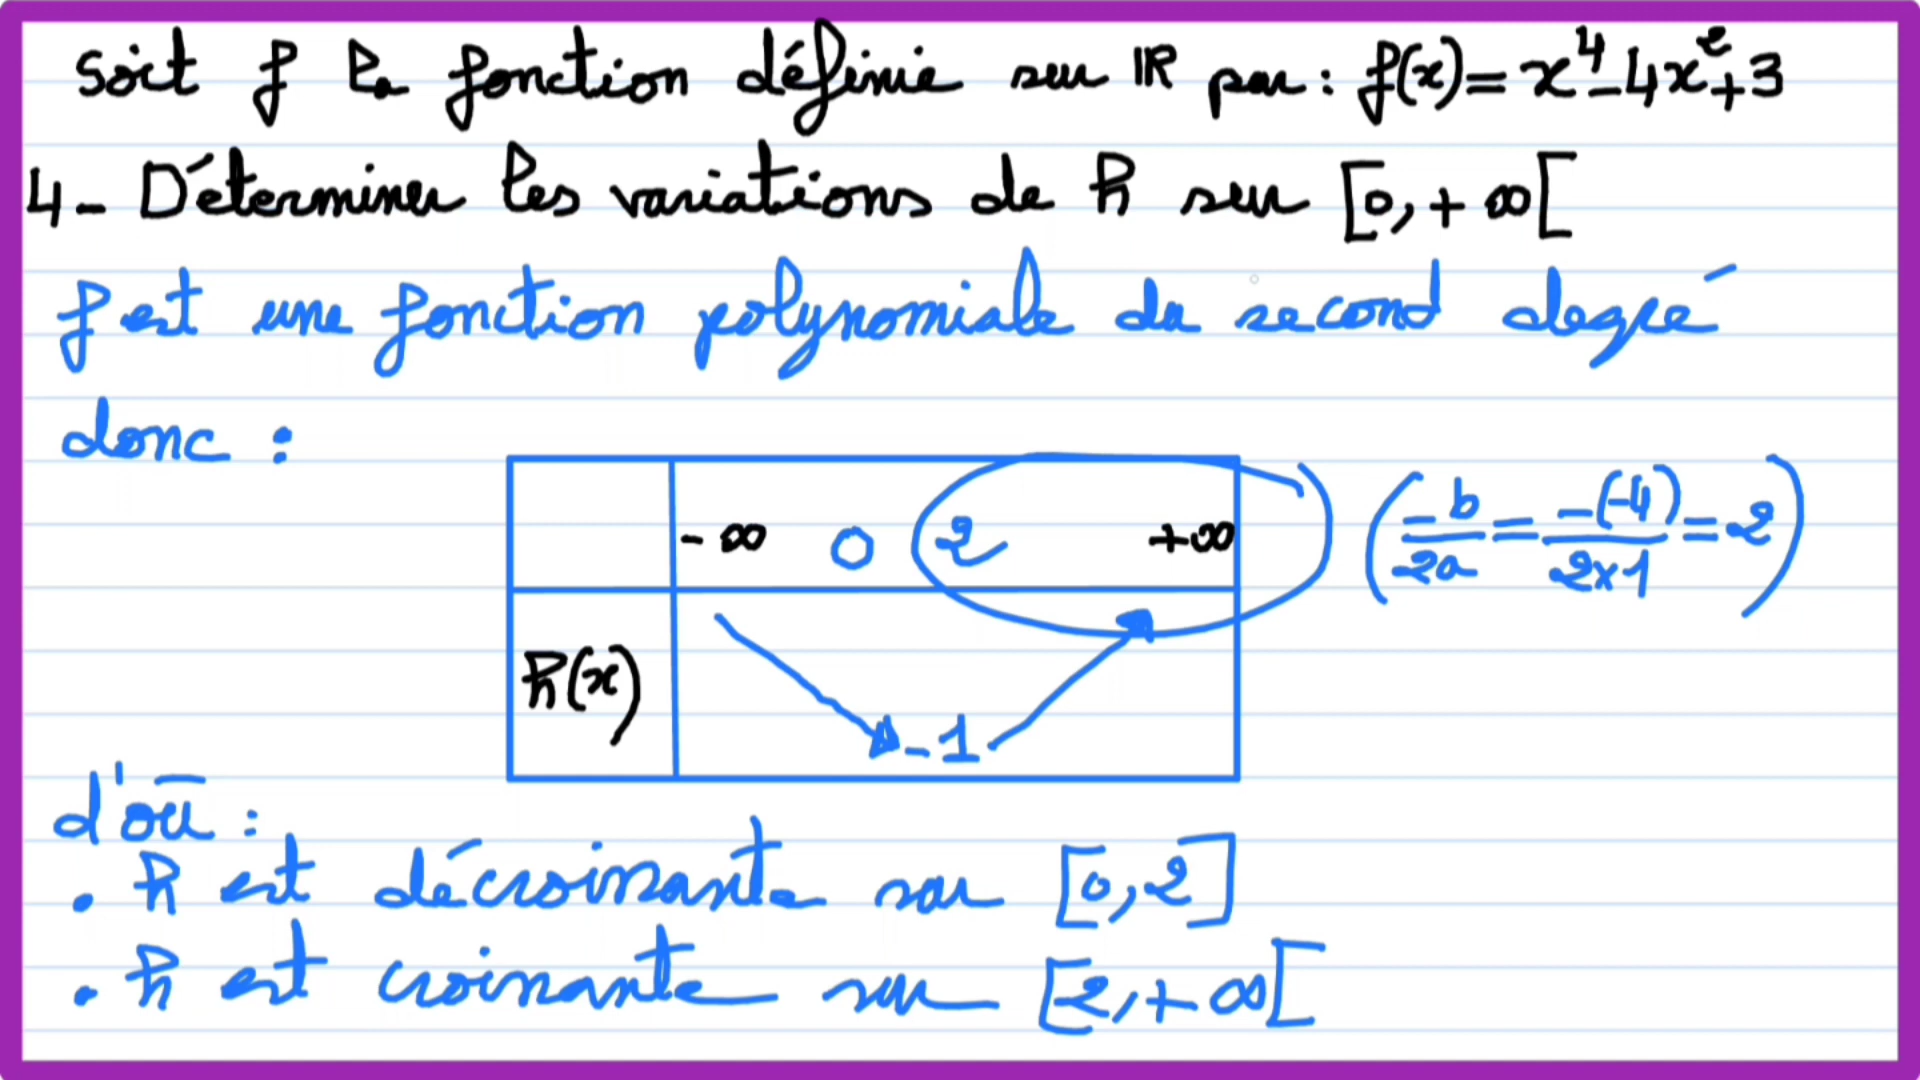 Soit f la fonction définie sur ℝ par : f(x) = x⁴ - 4x² + 3
4 - Déterminer les variations de h sur [0, +∞[
f est une fonction polynomiale du second degré
donc :
-∞ 0 2 +∞ (-b/2a = -(-4)/2×1 = 2)
h(x) -1
d'où :
. h est décroissante sur [0, 2]
. h est croissante sur [2, +∞[